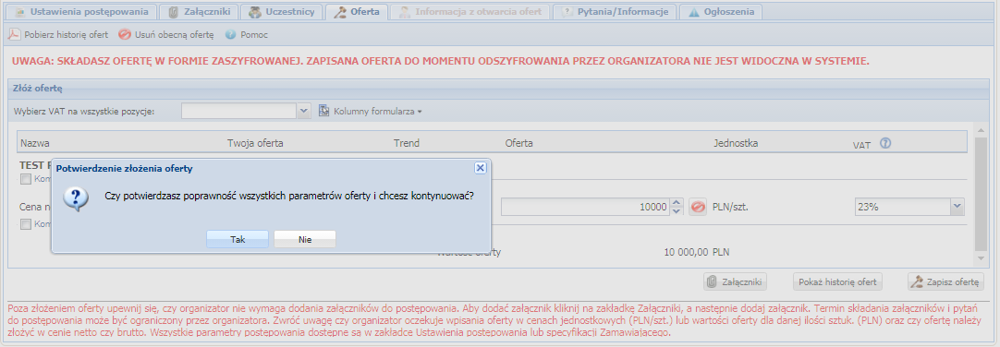 Ustawienia postępowania Załączniki Uczestnicy Oferta Informacja z otwarcia ofert Pytania/Informacje Ogłoszenia
Pobierz historię ofert Usuń obecną ofertę Pomoc
UWAGA: SKŁADASZ OFERTĘ W FORMIE ZASZYFROWANEJ. ZAPISANA OFERTA DO MOMENTU ODSZYFROWANIA PRZEZ ORGANIZATORA NIE JEST WIDOCZNA W SYSTEMIE.
Złóż ofertę
Wybierz VAT na wszystkie pozycje: Kolumny formularza
Nazwa Twoja oferta Trend Oferta Jednostka VAT
TEST
Potwierdzenie złożenia oferty
Czy potwierdzasz poprawność wszystkich parametrów oferty i chcesz kontynuować?
Cena 10000 PLN/szt. 23%
Tak Nie
Wartość oferty 10 000,00 PLN
Załączniki Pokaż historię ofert Zapisz ofertę
Poza złożeniem oferty upewnij się, czy organizator nie wymaga dodania załączników do postępowania. Aby dodać załącznik kliknij na zakładkę Załączniki, a następnie dodaj załącznik. Termin składania załączników i pytań
do postępowania może być ograniczony przez organizatora. Zwróć uwagę czy organizator oczekuje wpisania oferty w cenach jednostkowych (PLN/szt.) lub wartości oferty dla danej ilości sztuk. (PLN) oraz czy ofertę należy
złożyć w cenie netto czy brutto. Wszystkie parametry postępowania dostępne są w zakładce Ustawienia postępowania lub specyfikacji Zamawiającego.